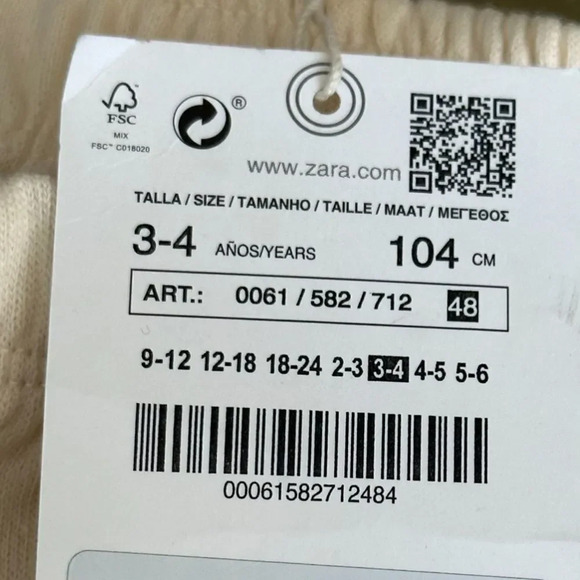 FSC
MIX
FSC™ C018020
®
www.zara.com
TALLA / SIZE / TAMANHO / TAILLE / MAAT / ΜΕΓΕΘΟΣ
3-4 AÑOS/YEARS 104 CM
ART.: 0061 / 582 / 712 48
9-12 12-18 18-24 2-3 3-4 4-5 5-6
00061582712484